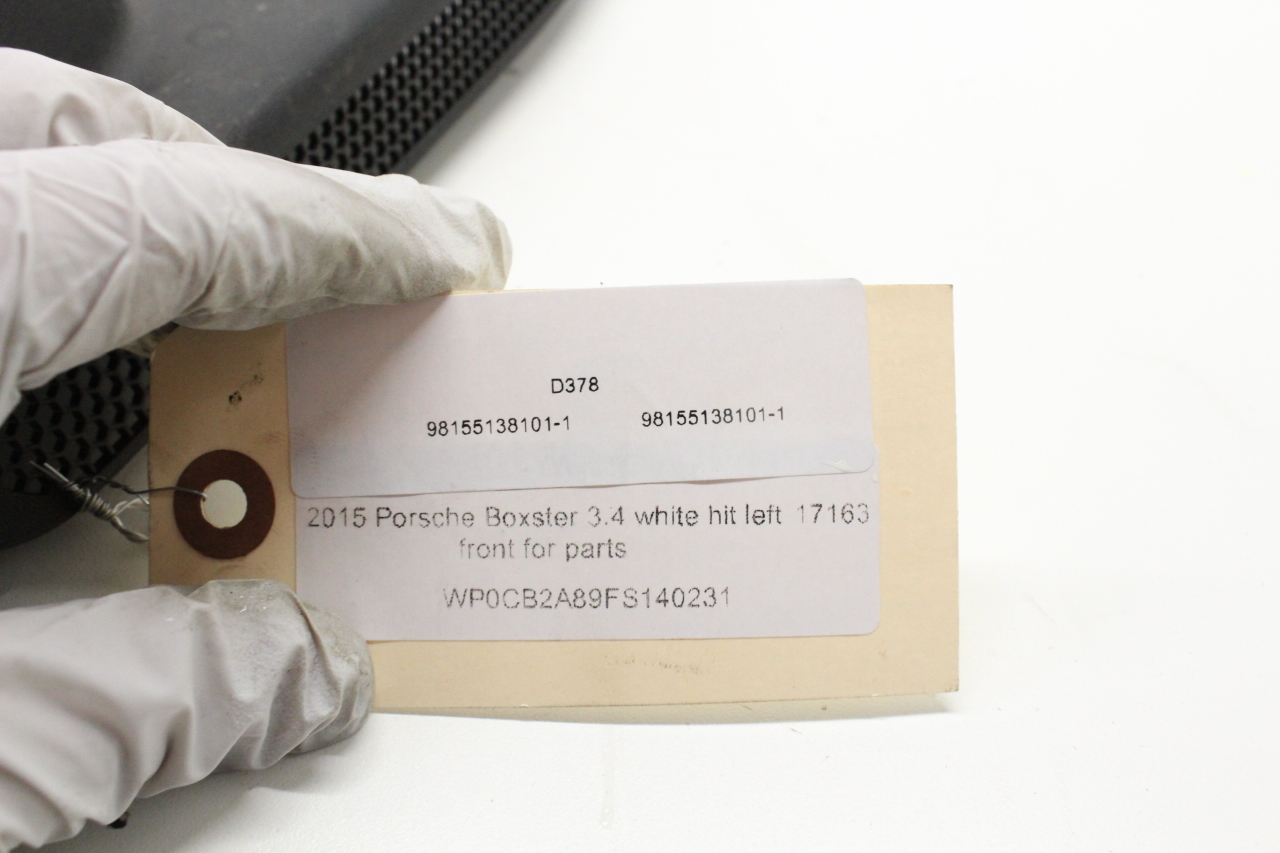 D378
98155138101-1 98155138101-1
2015 Porsche Boxster 3.4 white hit left 17163
front for parts
WP0CB2A89FS140231